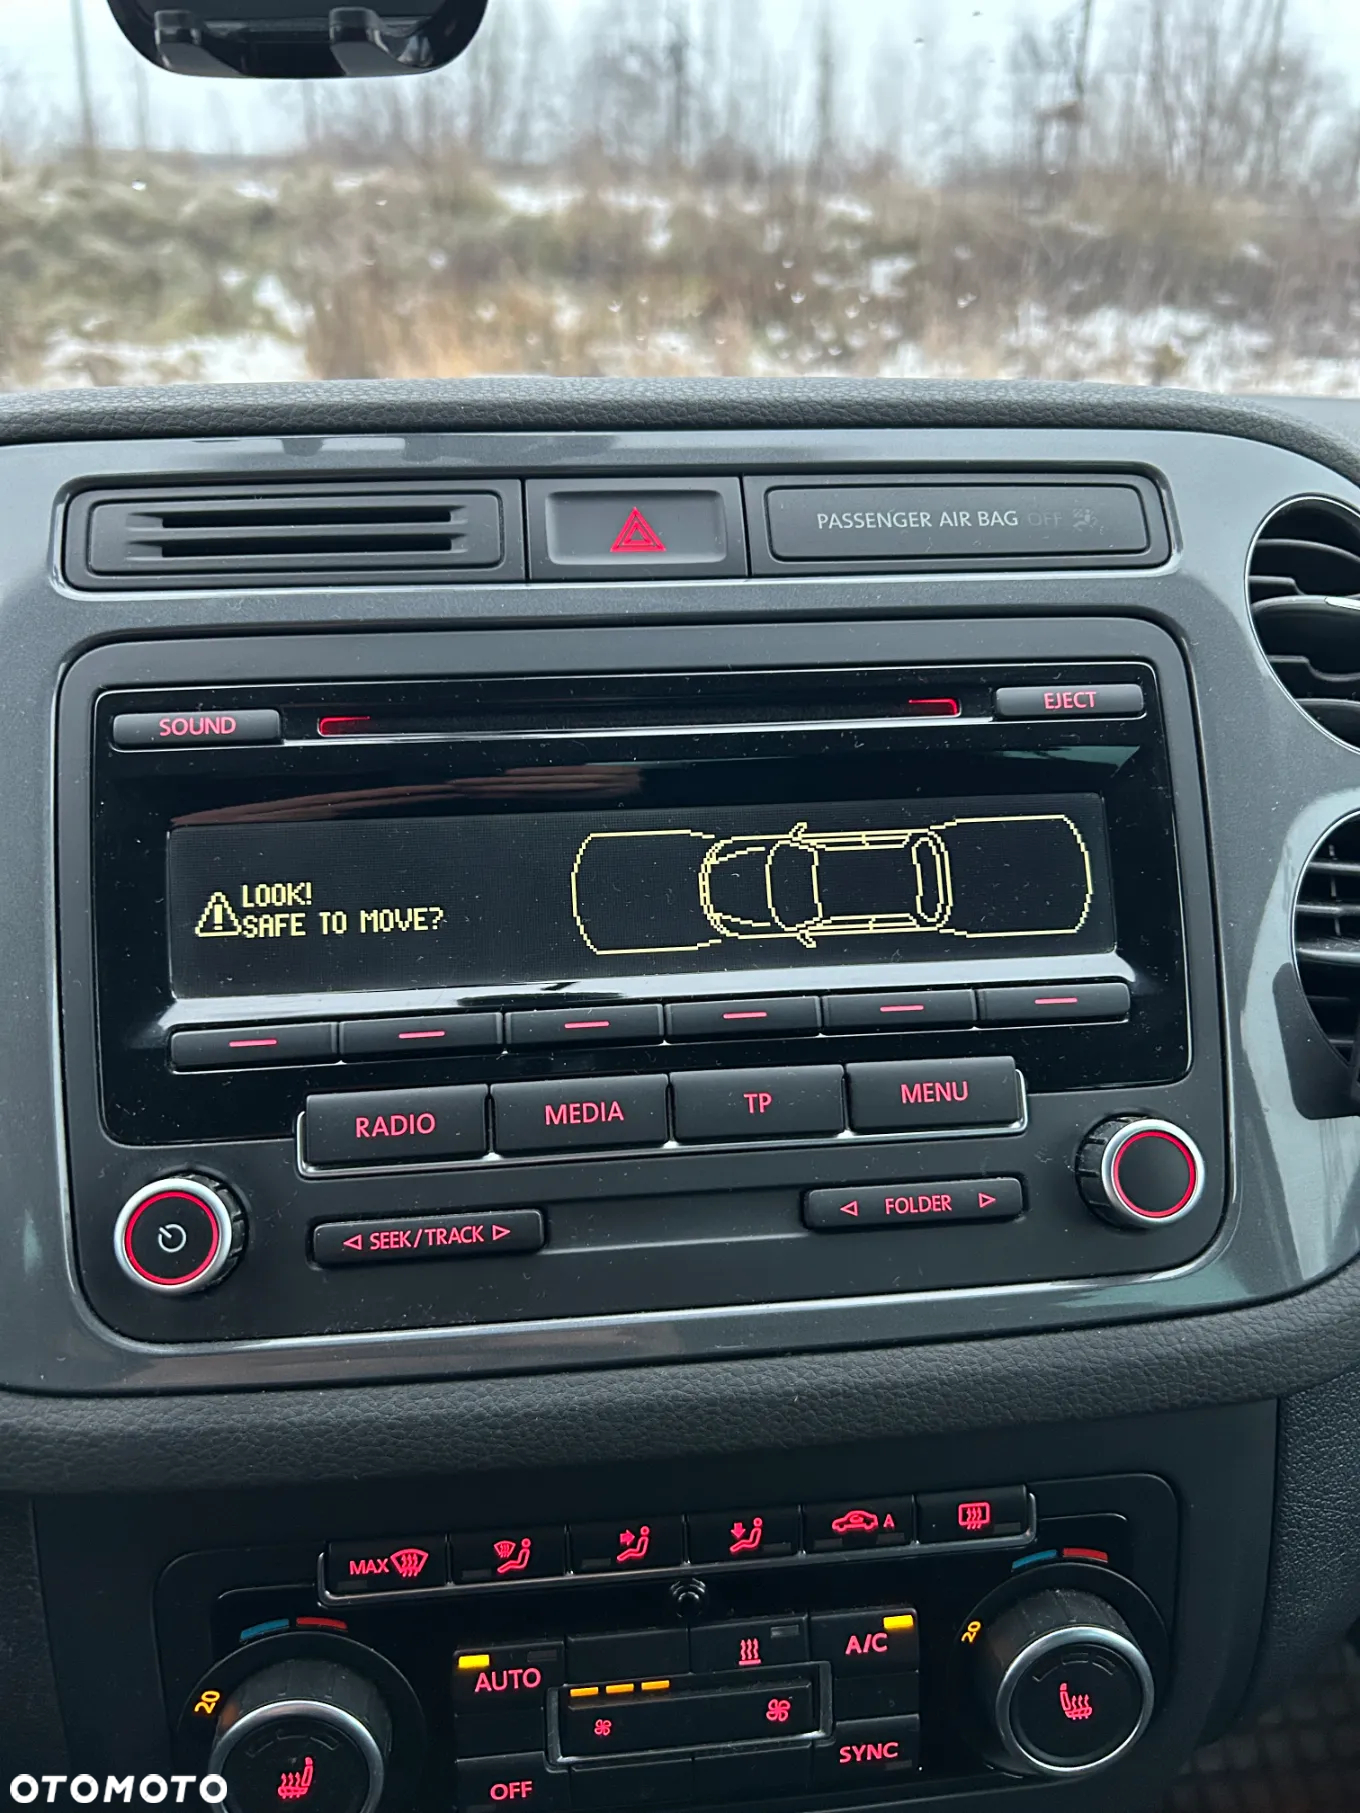 PASSENGER AIR BAG OFF
SOUND
EJECT
LOOK!
SAFE TO MOVE?
RADIO
MEDIA
TP
MENU
SEEK/TRACK
FOLDER
MAX
A
20
20
AUTO
A/C
OFF
SYNC
OTOMOTO